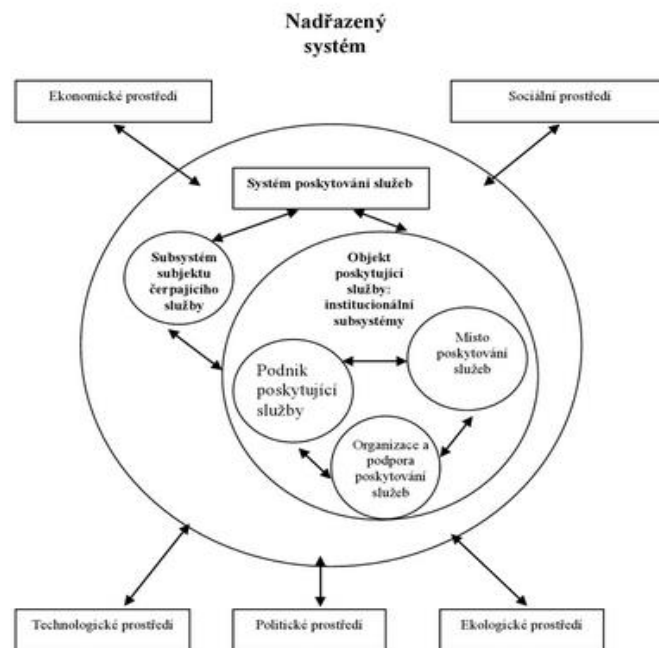 Nadřazený
systém
Ekonomické prostředí
Sociální prostředí
Systém poskytování služeb
Subsystém
subjektu
čerpajícího
služby
Objekt
poskytující
služby:
institucionální
subsystémy
Místo
poskytování
služeb
Podnik
poskytující
služby
Organizace a
podpora
poskytování
služeb
Technologické prostředí
Politické prostředí
Ekologické prostředí